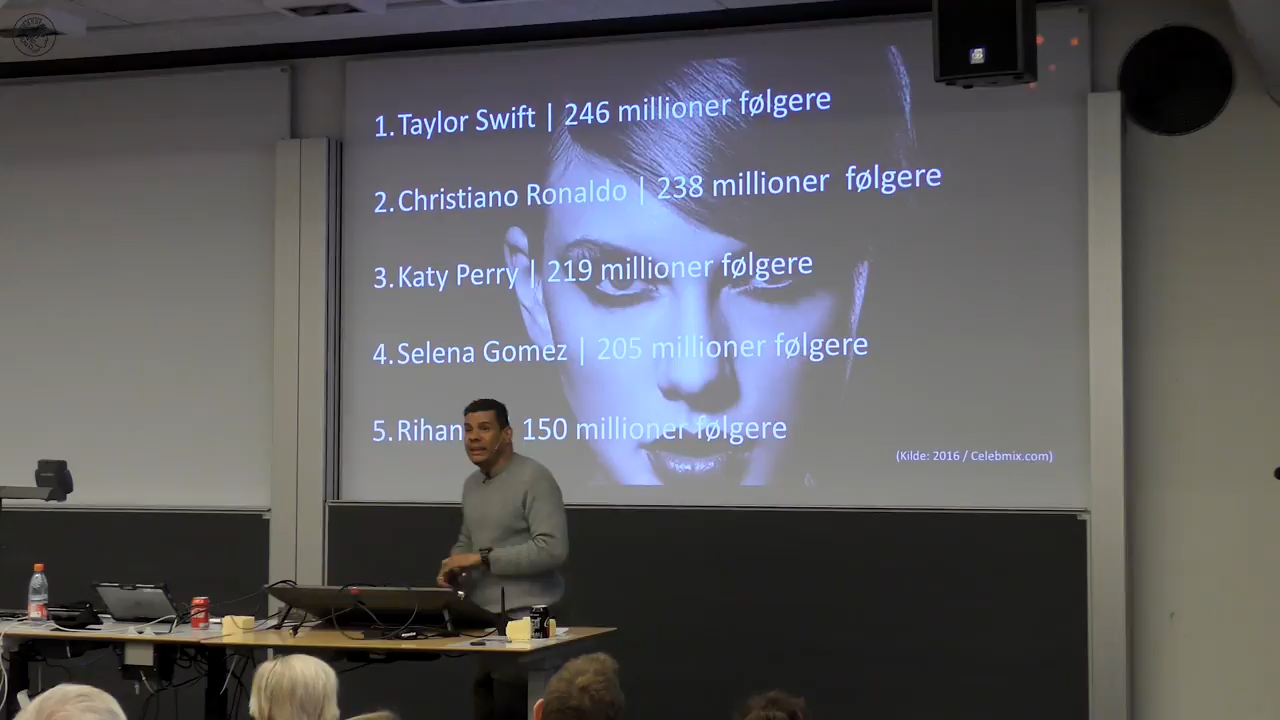 1. Taylor Swift | 246 millioner følgere
2. Christiano Ronaldo | 238 millioner følgere
3. Katy Perry | 219 millioner følgere
4. Selena Gomez | 205 millioner følgere
5. Rihan 150 millioner følgere
(Kilde: 2016 / Celebmix.com)